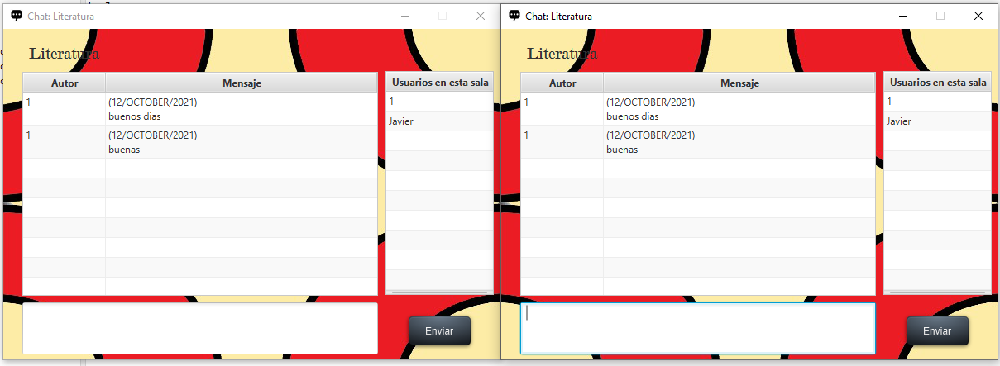 Chat: Literatura
Literatura
Autor Mensaje Usuarios en esta sala
1 (12/OCTOBER/2021) 1
buenos dias
Javier
1 (12/OCTOBER/2021)
buenas
Enviar
Chat: Literatura
Literatura
Autor Mensaje Usuarios en esta sala
1 (12/OCTOBER/2021) 1
buenos dias
Javier
1 (12/OCTOBER/2021)
buenas
Enviar